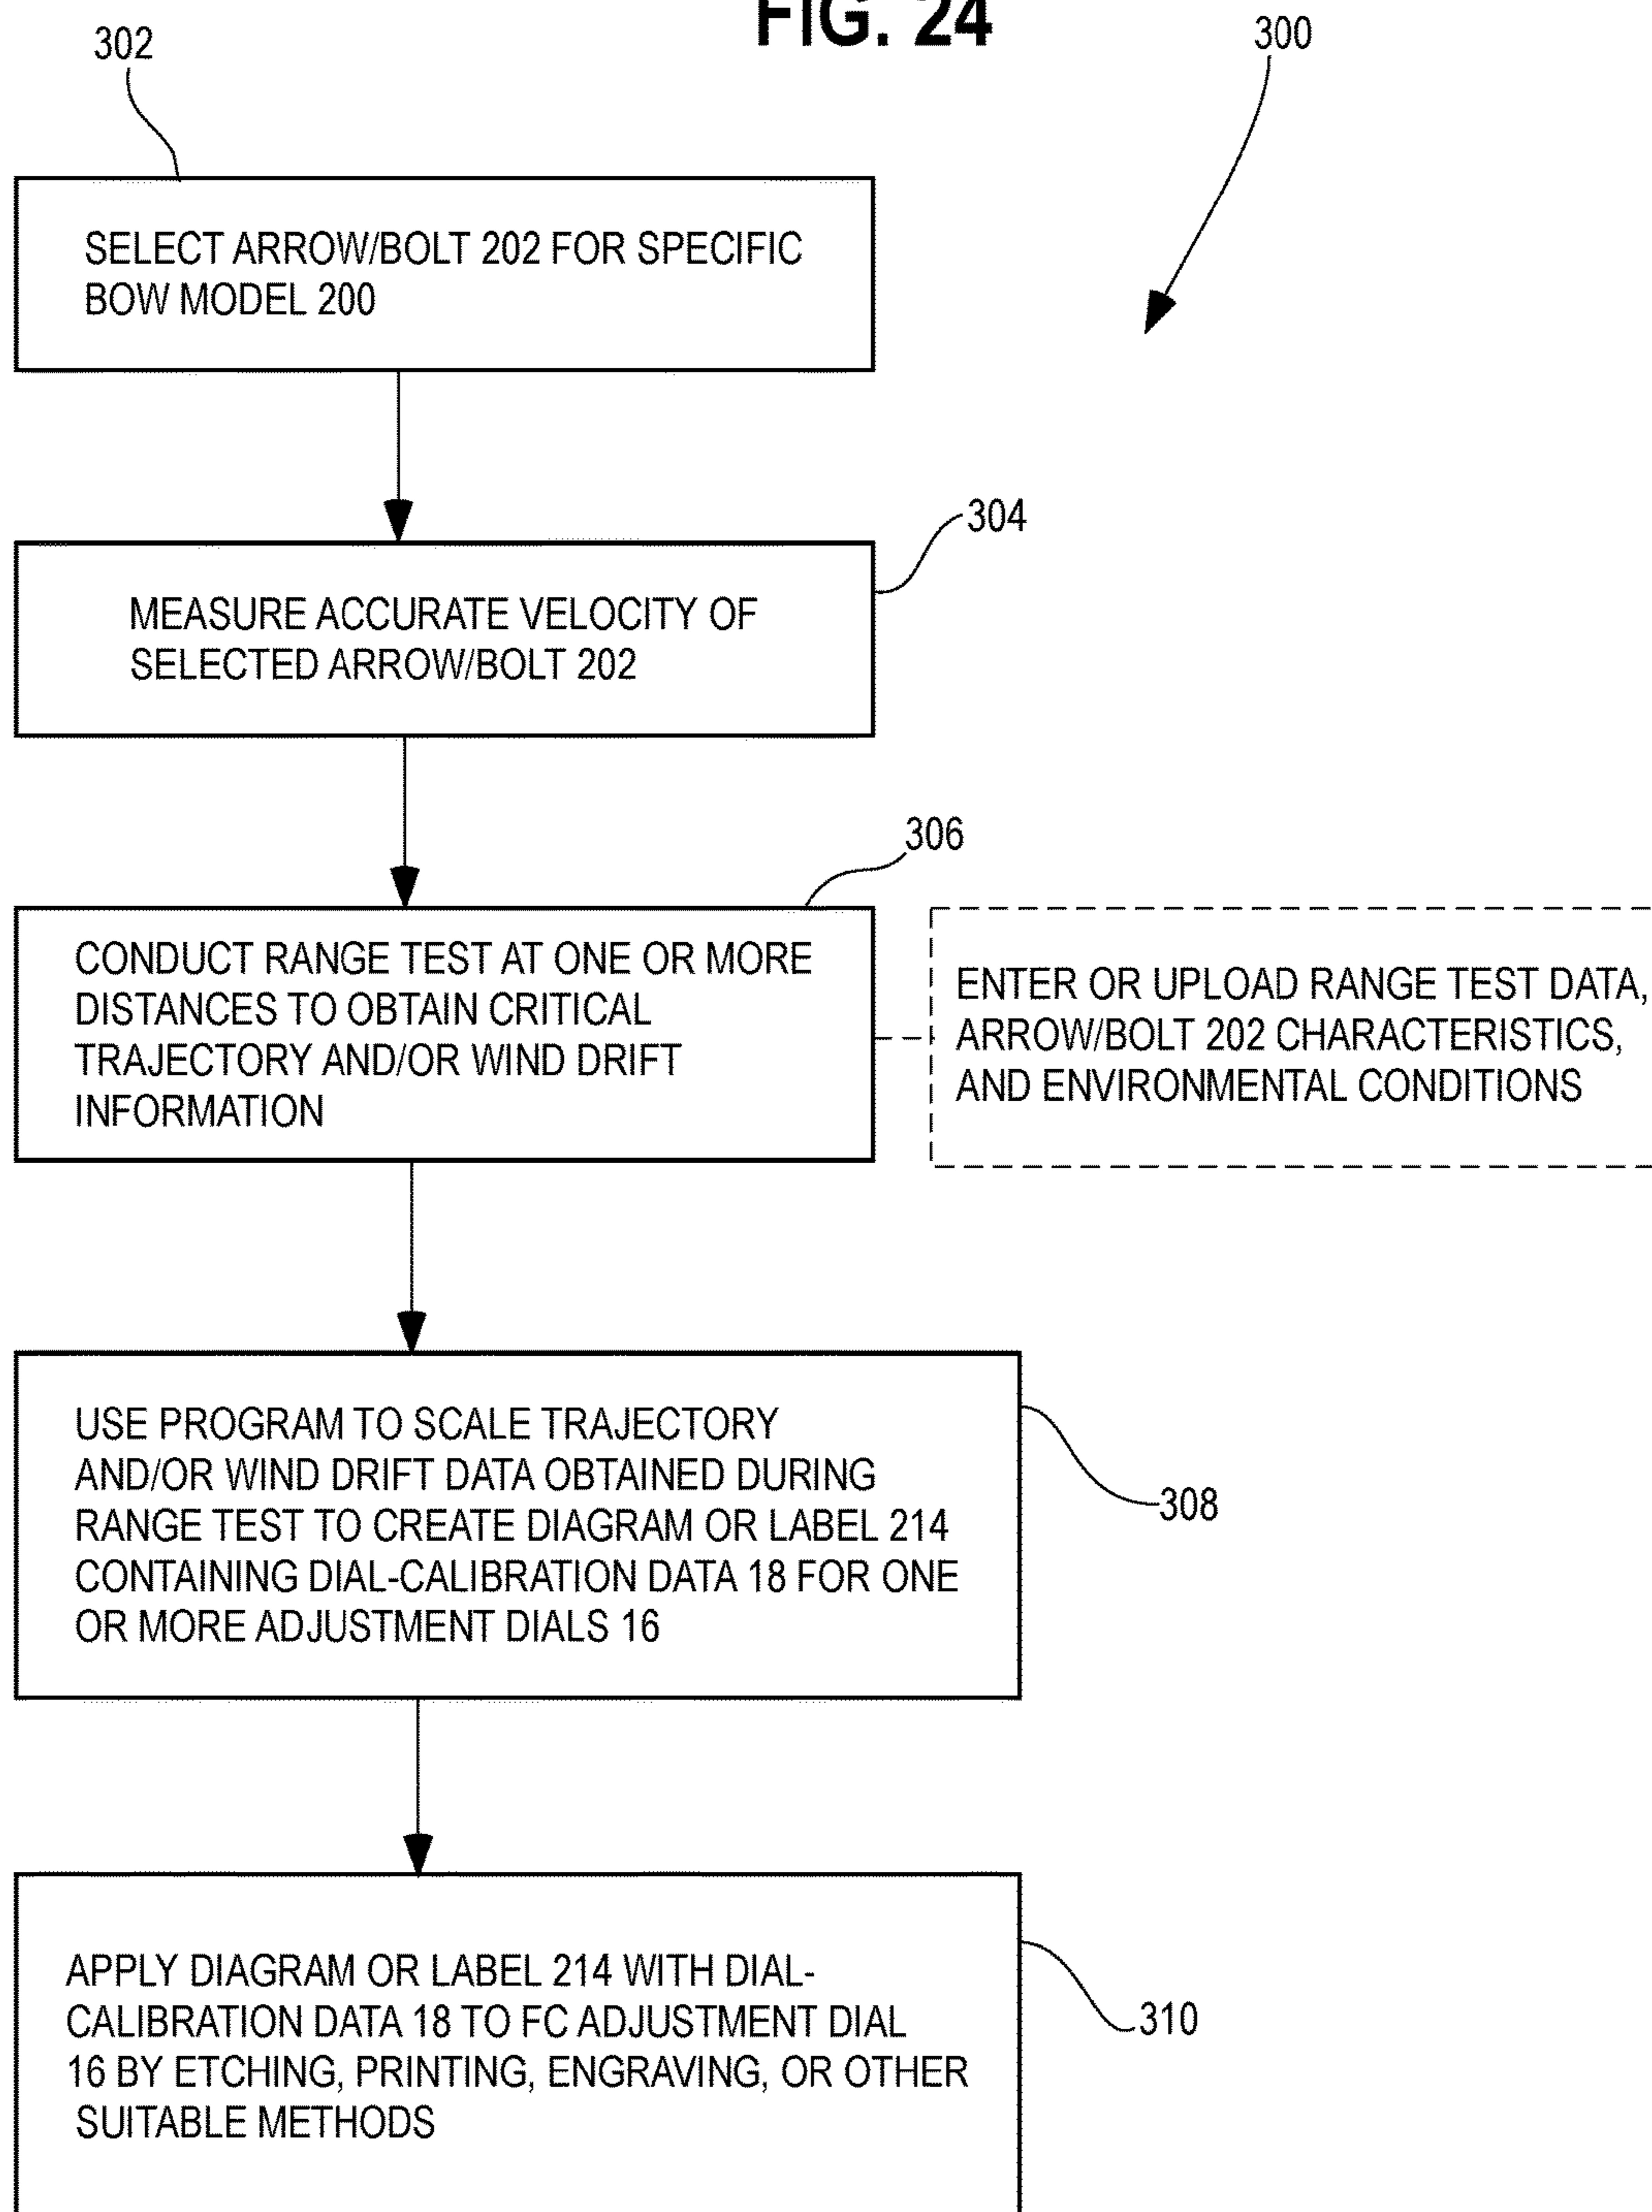 FIG. 24
302
300
SELECT ARROW/BOLT 202 FOR SPECIFIC
BOW MODEL 200
304
MEASURE ACCURATE VELOCITY OF
SELECTED ARROW/BOLT 202
306
CONDUCT RANGE TEST AT ONE OR MORE
DISTANCES TO OBTAIN CRITICAL
TRAJECTORY AND/OR WIND DRIFT
INFORMATION
ENTER OR UPLOAD RANGE TEST DATA,
ARROW/BOLT 202 CHARACTERISTICS,
AND ENVIRONMENTAL CONDITIONS
USE PROGRAM TO SCALE TRAJECTORY
AND/OR WIND DRIFT DATA OBTAINED DURING
RANGE TEST TO CREATE DIAGRAM OR LABEL 214
CONTAINING DIAL-CALIBRATION DATA 18 FOR ONE
OR MORE ADJUSTMENT DIALS 16
308
APPLY DIAGRAM OR LABEL 214 WITH DIAL-
CALIBRATION DATA 18 TO FC ADJUSTMENT DIAL
16 BY ETCHING, PRINTING, ENGRAVING, OR OTHER
SUITABLE METHODS
310